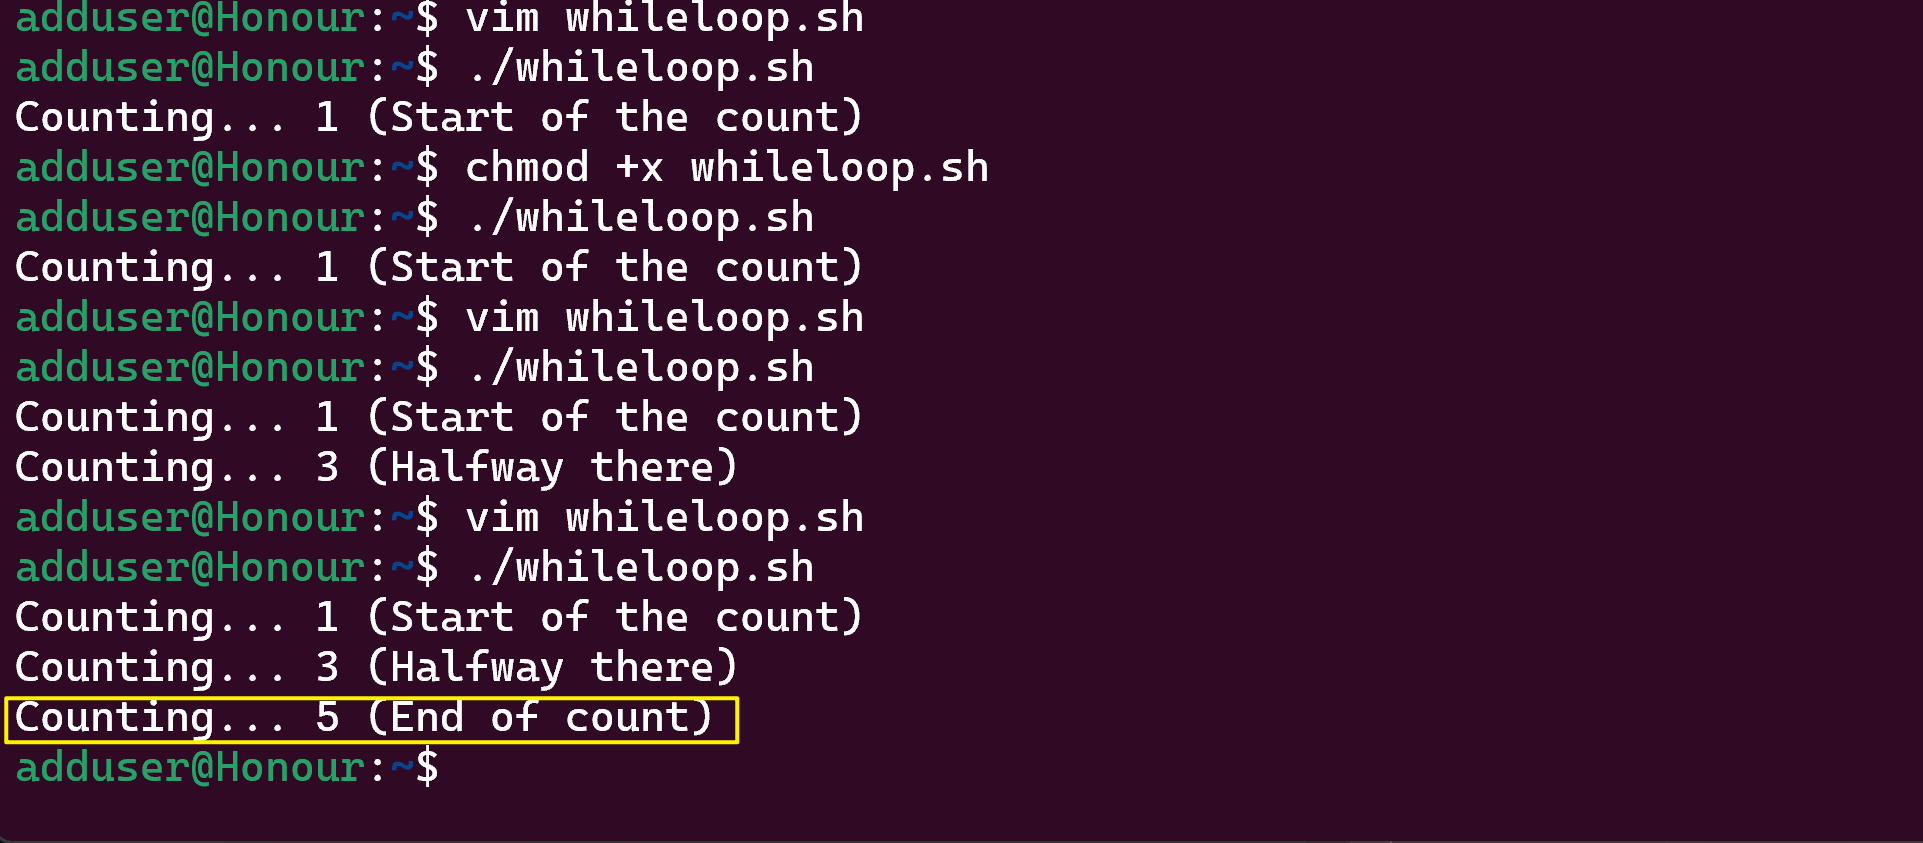 adduser@Honour:~$ vim whileloop.sh
adduser@Honour:~$ ./whileloop.sh
Counting... 1 (Start of the count)
adduser@Honour:~$ chmod +x whileloop.sh
adduser@Honour:~$ ./whileloop.sh
Counting... 1 (Start of the count)
adduser@Honour:~$ vim whileloop.sh
adduser@Honour:~$ ./whileloop.sh
Counting... 1 (Start of the count)
Counting... 3 (Halfway there)
adduser@Honour:~$ vim whileloop.sh
adduser@Honour:~$ ./whileloop.sh
Counting... 1 (Start of the count)
Counting... 3 (Halfway there)
Counting... 5 (End of count)
adduser@Honour:~$